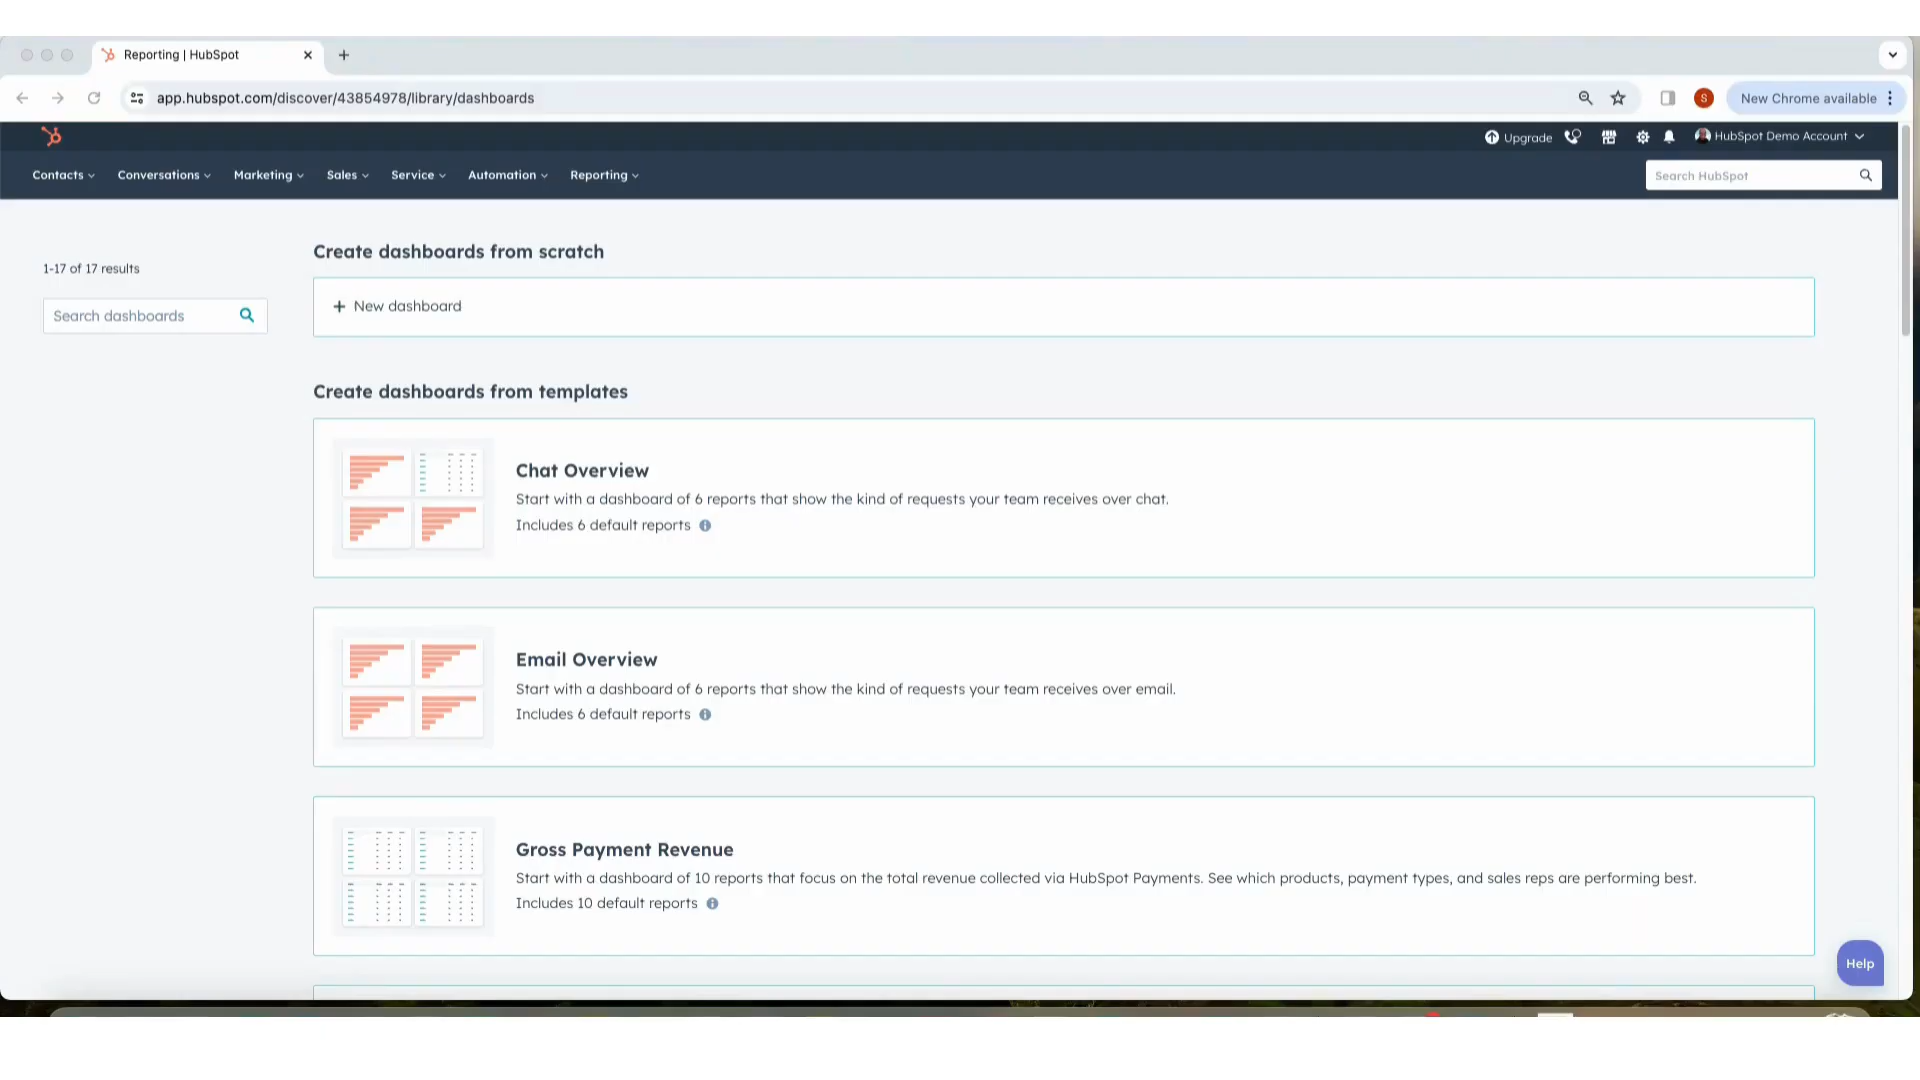 Reporting | HubSpot
app.hubspot.com/discover/43854978/library/dashboards
S
New Chrome available
Upgrade
HubSpot Demo Account
Contacts
Conversations
Marketing
Sales
Service
Automation
Reporting
Search HubSpot
1-17 of 17 results
Search dashboards
Create dashboards from scratch
+ New dashboard
Create dashboards from templates
Chat Overview
Start with a dashboard of 6 reports that show the kind of requests your team receives over chat.
Includes 6 default reports
Email Overview
Start with a dashboard of 6 reports that show the kind of requests your team receives over email.
Includes 6 default reports
Gross Payment Revenue
Start with a dashboard of 10 reports that focus on the total revenue collected via HubSpot Payments. See which products, payment types, and sales reps are performing best.
Includes 10 default reports
Help